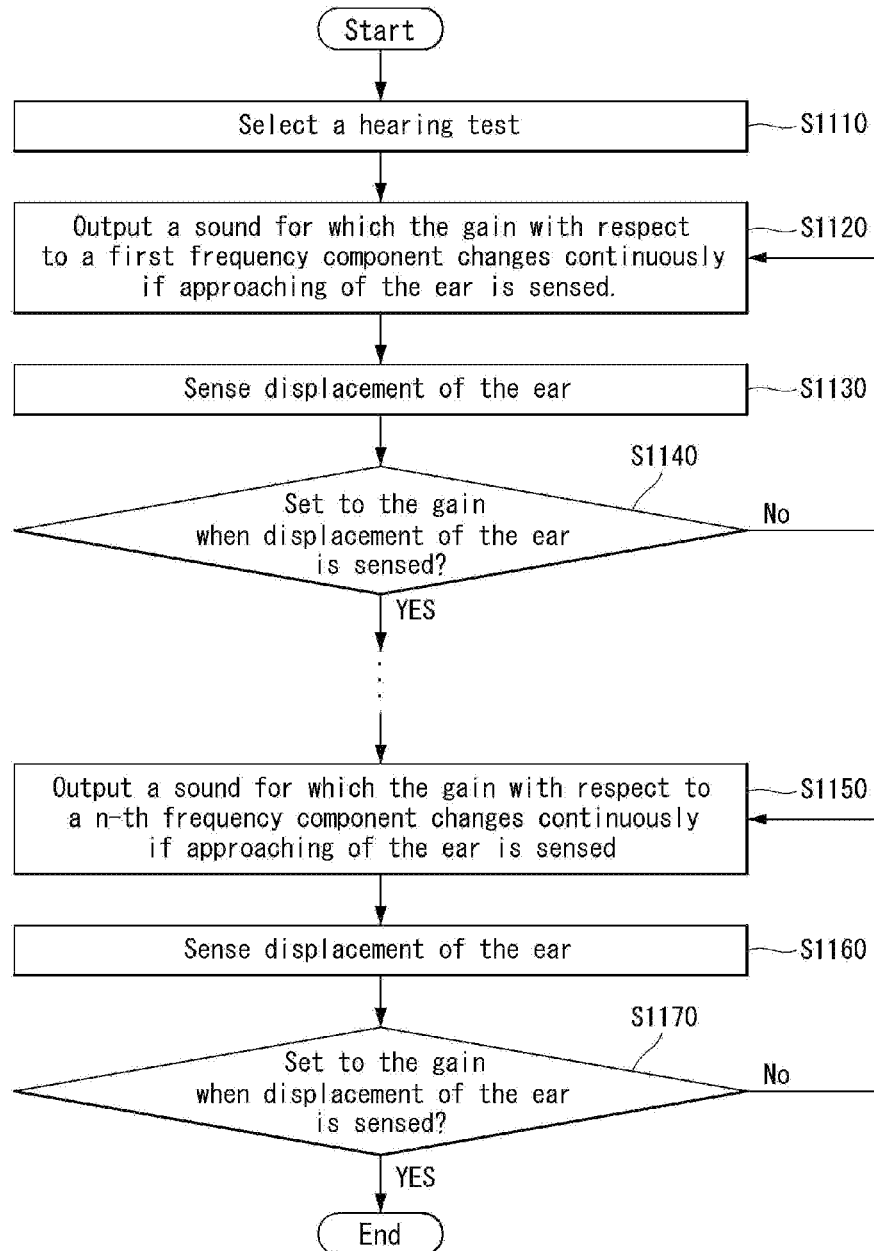 Start
Select a hearing test
S1110
Output a sound for which the gain with respect
to a first frequency component changes continuously
if approaching of the ear is sensed.
S1120
Sense displacement of the ear
S1130
S1140
Set to the gain
when displacement of the ear
is sensed?
No
YES
Output a sound for which the gain with respect to
a n-th frequency component changes continuously
if approaching of the ear is sensed
S1150
Sense displacement of the ear
S1160
S1170
Set to the gain
when displacement of the ear
is sensed?
No
YES
End